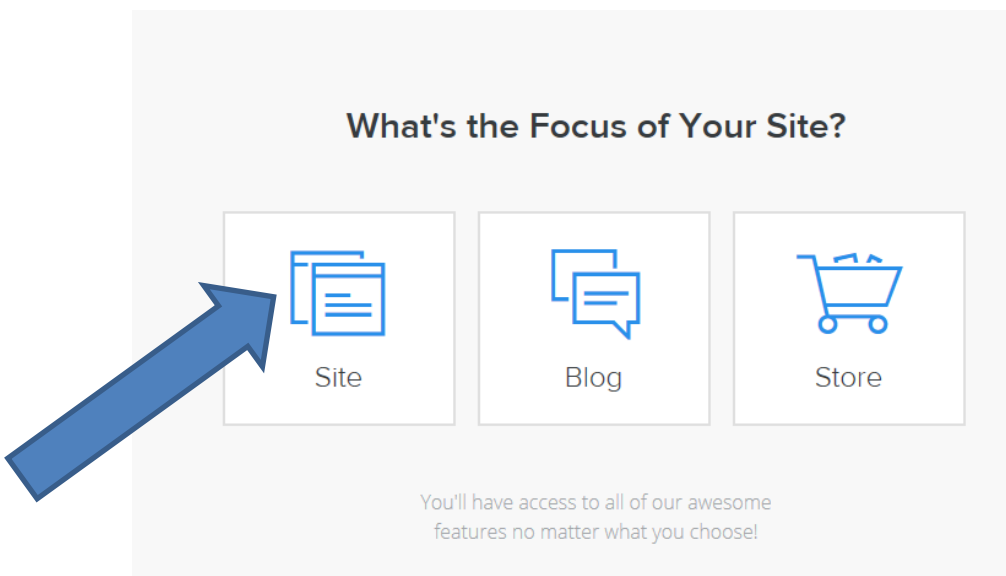 What's the Focus of Your Site?
Site
Blog
Store
You'll have access to all of our awesome
features no matter what you choose!